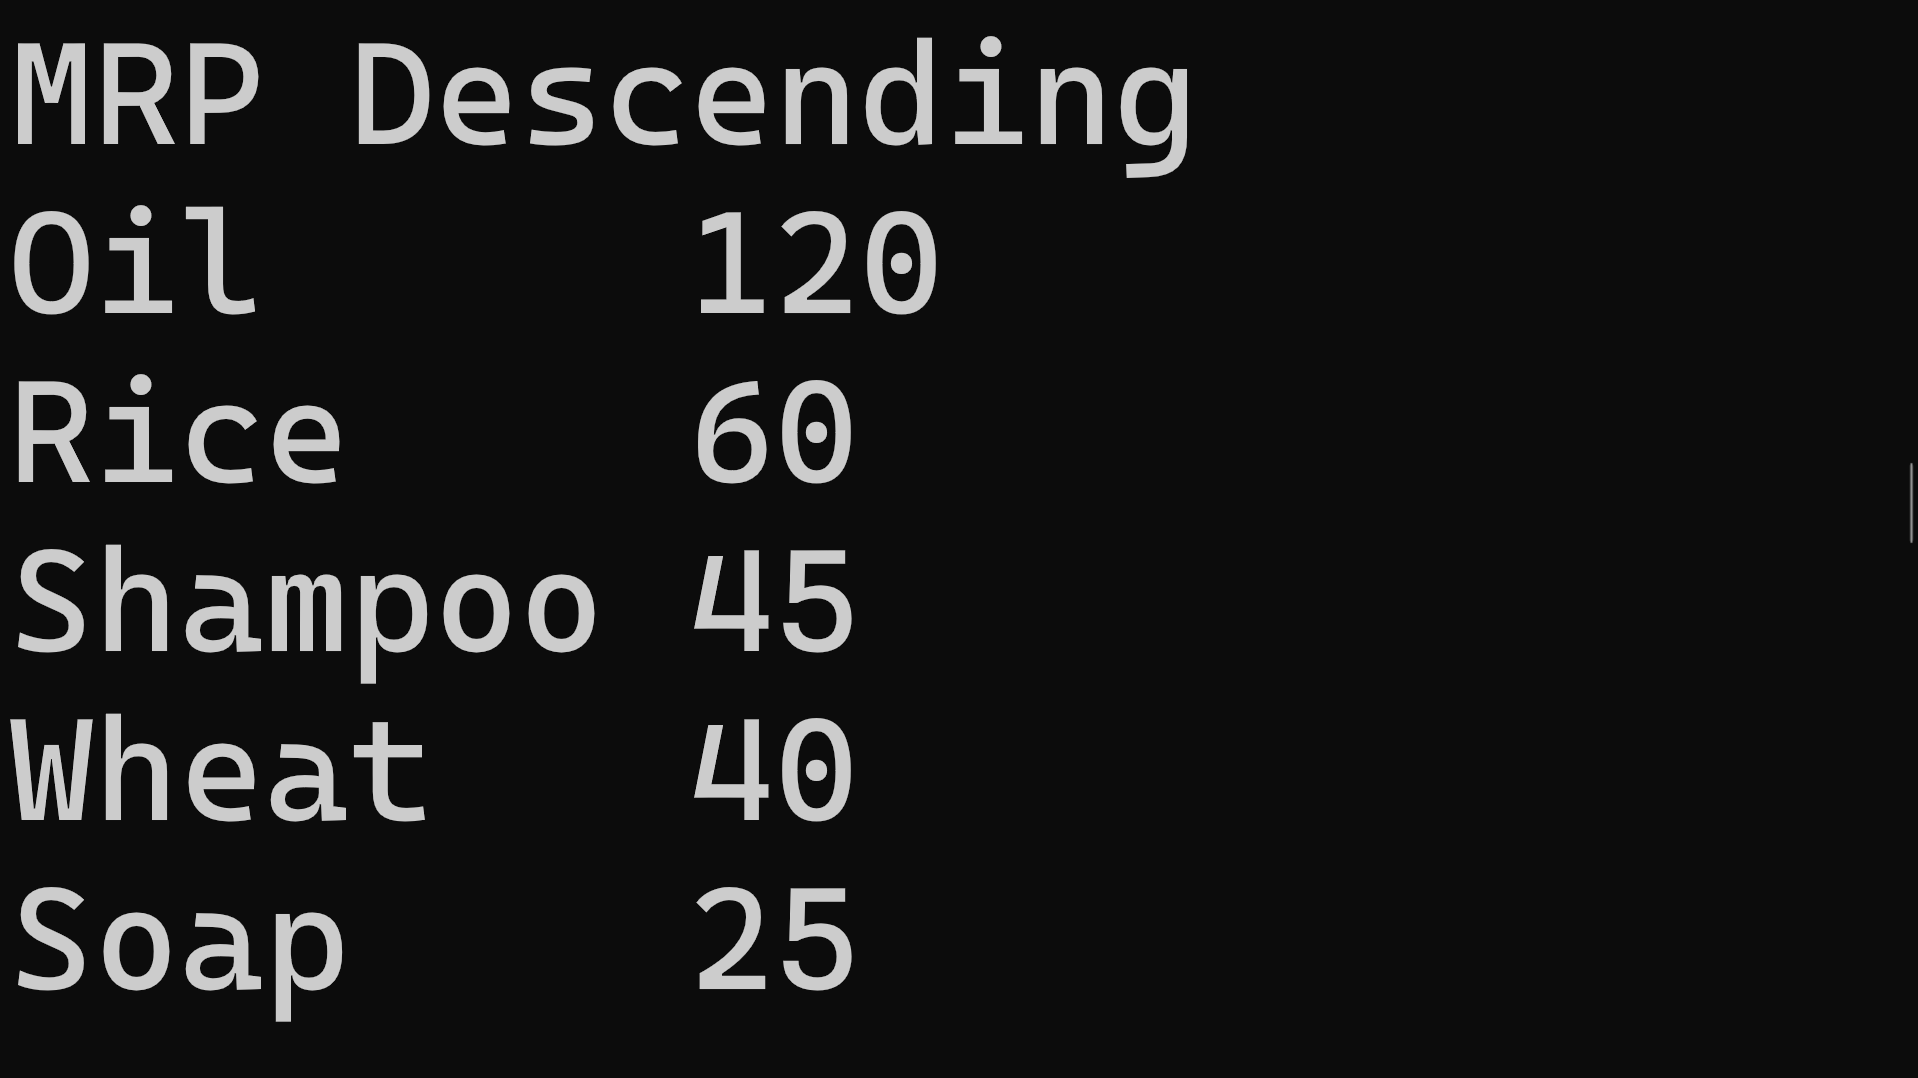 MRP Descending
Oil     120
Rice    60
Shampoo 45
Wheat   40
Soap    25